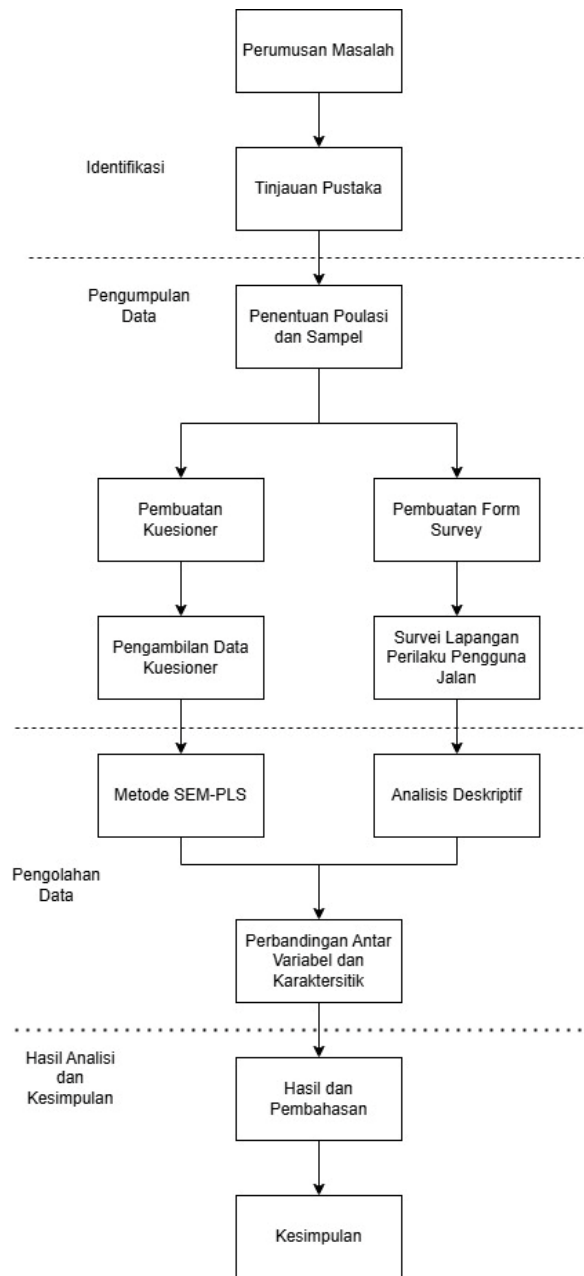 Perumusan Masalah
Identifikasi
Tinjauan Pustaka
Pengumpulan
Data
Penentuan Poulasi
dan Sampel
Pembuatan
Kuesioner
Pembuatan Form
Survey
Pengambilan Data
Kuesioner
Survei Lapangan
Perilaku Pengguna
Jalan
Metode SEM-PLS
Analisis Deskriptif
Pengolahan
Data
Perbandingan Antar
Variabel dan
Karaktersitik
Hasil Analisi
dan
Kesimpulan
Hasil dan
Pembahasan
Kesimpulan